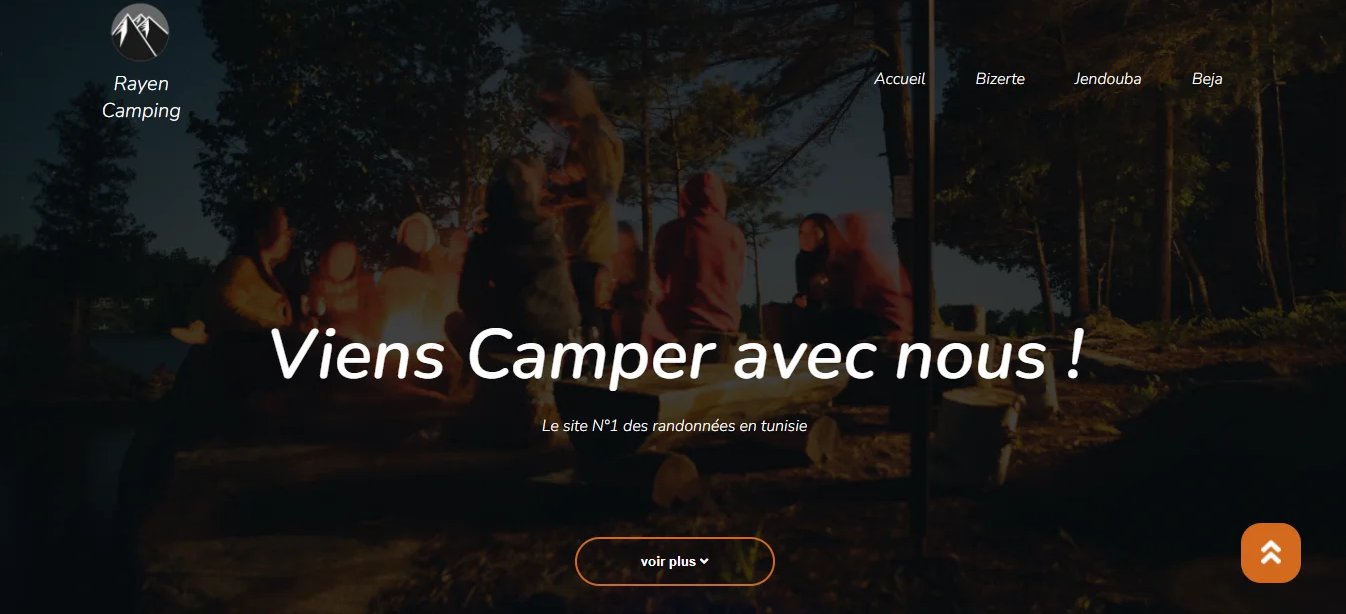 Rayen
Camping
Accueil Bizerte Jendouba Beja
Viens Camper avec nous !
Le site N°1 des randonnées en tunisie
voir plus